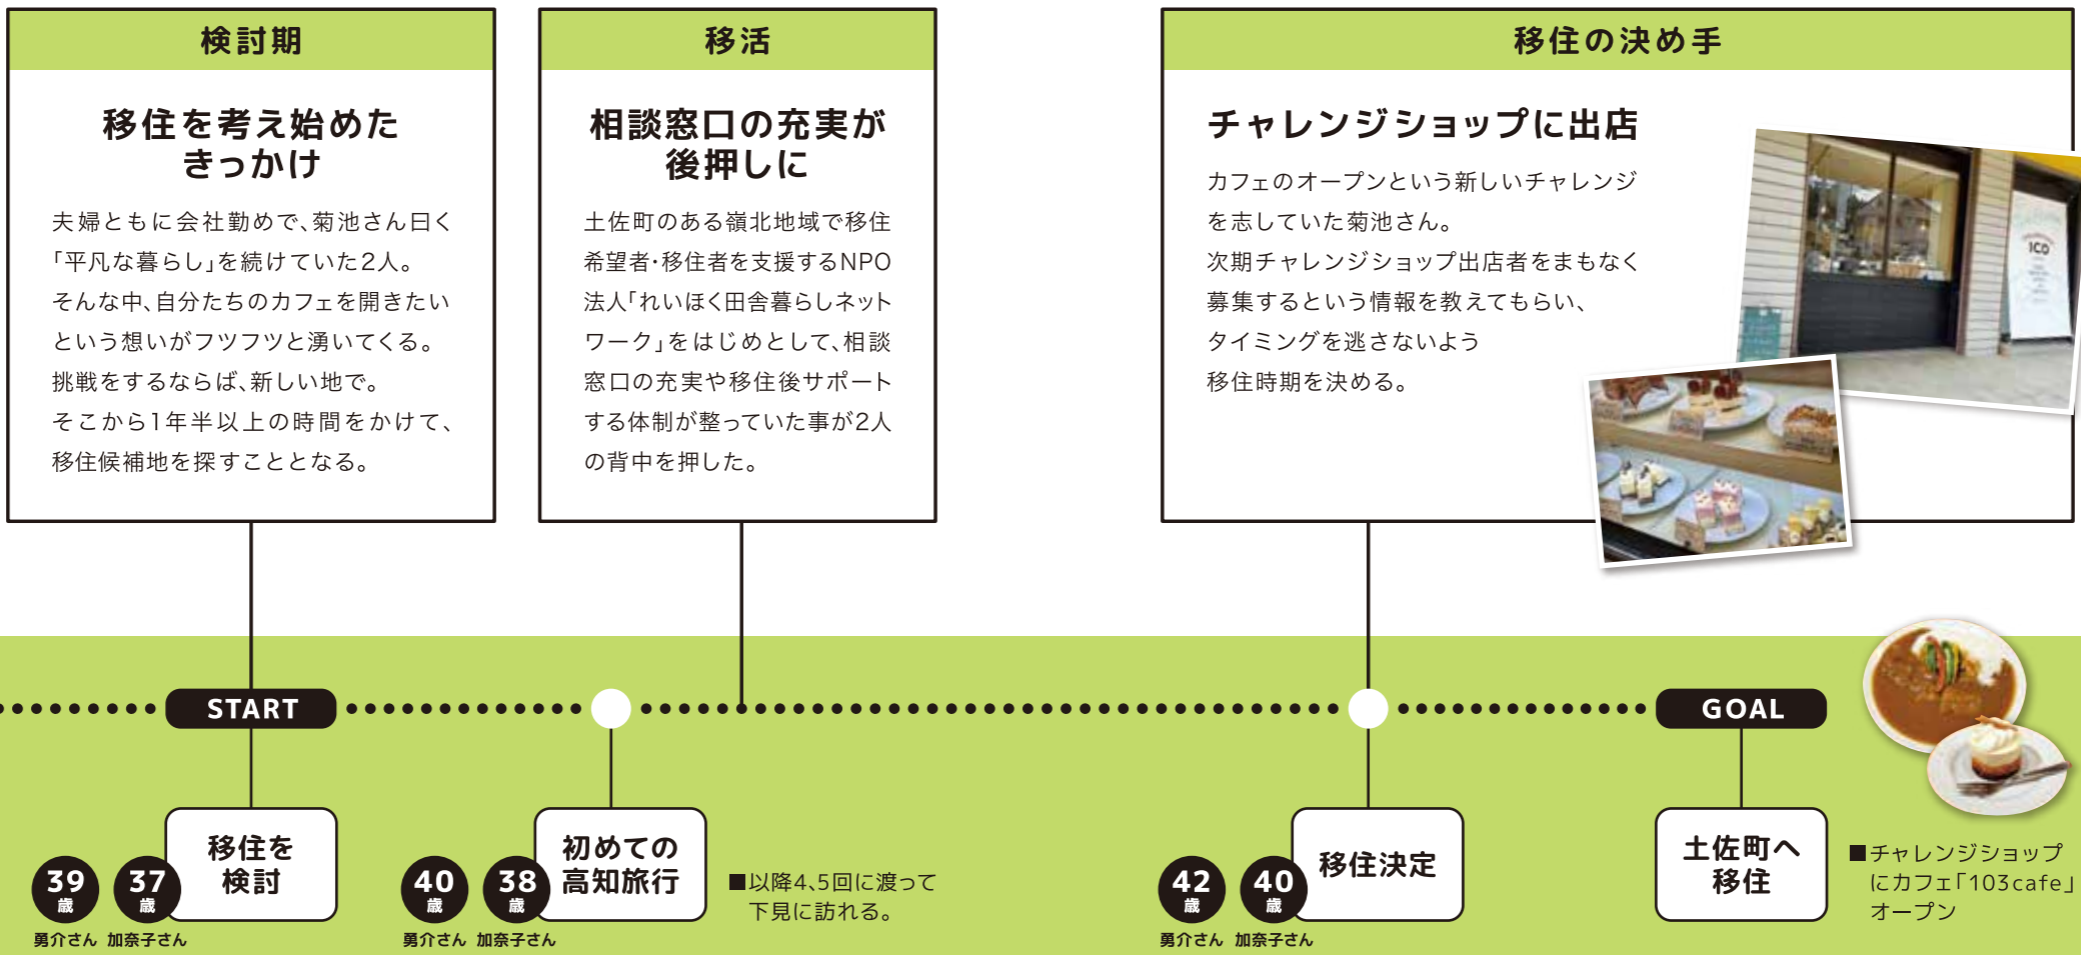 検討期
移住を考え始めた
きっかけ
夫婦ともに会社勤めで、菊池さん曰く
「平凡な暮らし」を続けていた2人。
そんな中、自分たちのカフェを開きたい
という想いがフツフツと湧いてくる。
挑戦をするならば、新しい地で。
そこから1年半以上の時間をかけて、
移住候補地を探すこととなる。
移活
相談窓口の充実が
後押しに
土佐町のある嶺北地域で移住
希望者・移住者を支援するNPO
法人「れいほく田舎暮らしネット
ワーク」をはじめとして、相談
窓口の充実や移住後サポート
する体制が整っていた事が2人
の背中を押した。
移住の決め手
チャレンジショップに出店
カフェのオープンという新しいチャレンジ
を志していた菊池さん。
次期チャレンジショップ出店者をまもなく
募集するという情報を教えてもらい、
タイミングを逃さないよう
移住時期を決める。
ICO
START
GOAL
移住を
検討
39
歳
勇介さん
37
歳
加奈子さん
初めての
高知旅行
40
歳
勇介さん
38
歳
加奈子さん
■以降4、5回に渡って
下見に訪れる。
移住決定
42
歳
勇介さん
40
歳
加奈子さん
土佐町へ
移住
■チャレンジショップ
にカフェ「103cafe」
オープン